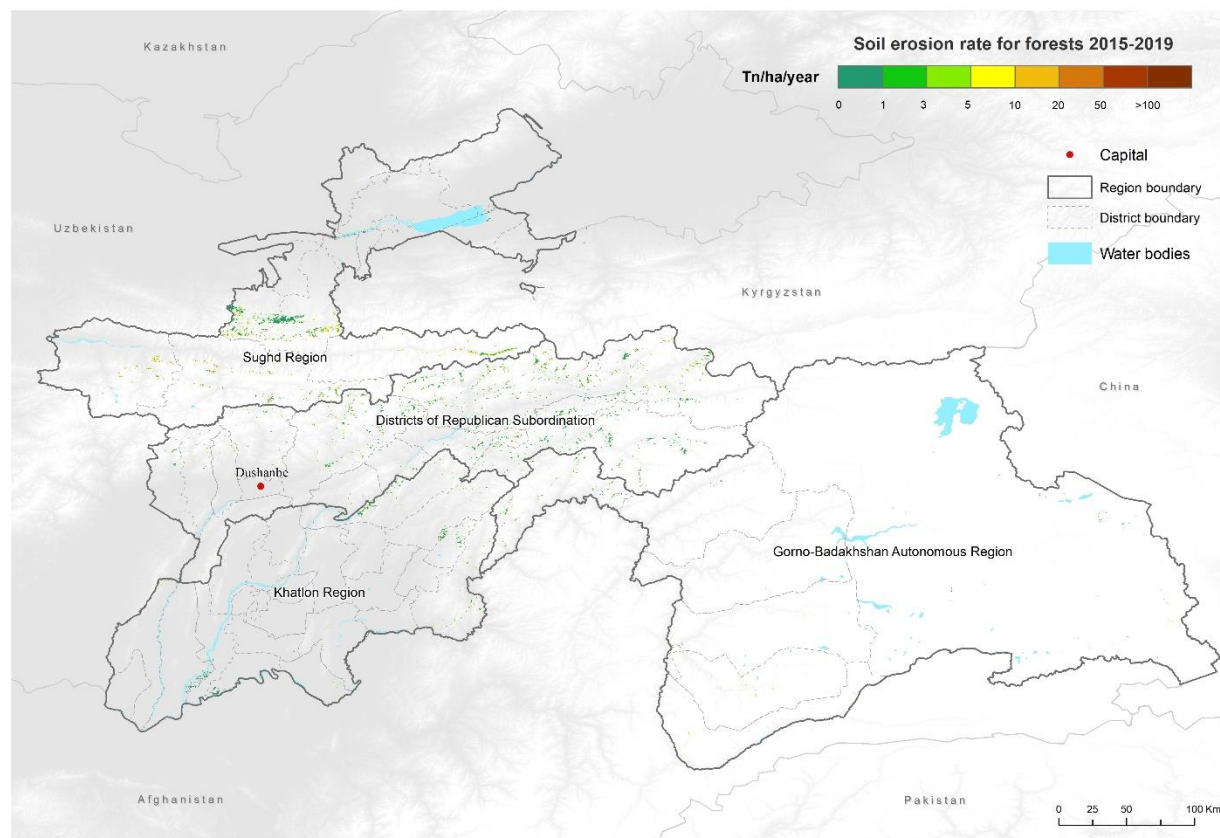 Kazakhstan
Soil erosion rate for forests 2015-2019
Tn/ha/year
0 1 3 5 10 20 50 >100
Capital
Region boundary
District boundary
Water bodies
Uzbekistan
Kyrgyzstan
Sughd Region
China
Districts of Republican Subordination
Dushanbe
Gorno-Badakhshan Autonomous Region
Khatlon Region
Afghanistan
Pakistan
0 25 50 100 Km